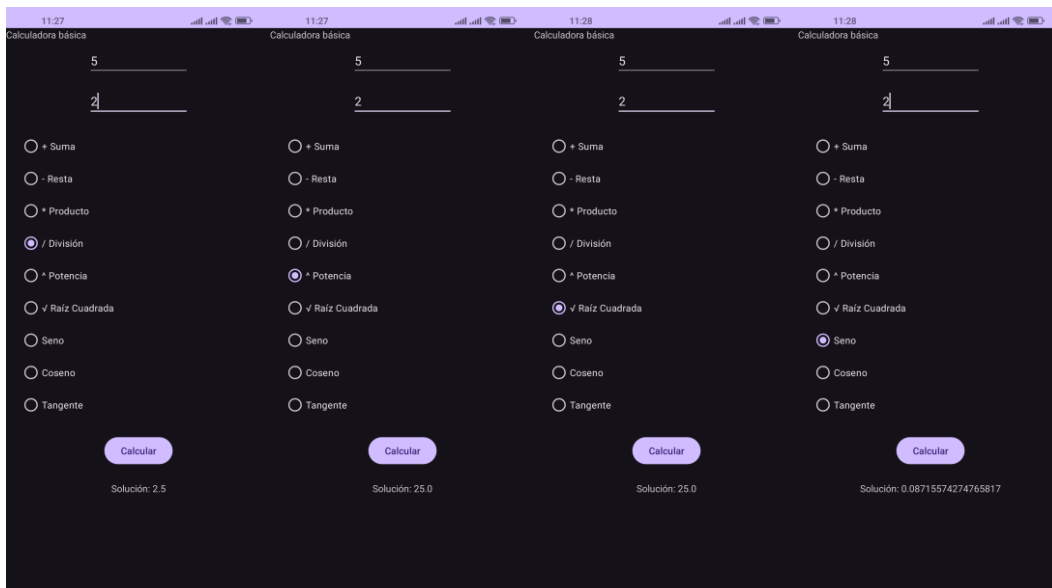 11:27
Calculadora básica
5
2
+ Suma
- Resta
* Producto
/ División
^ Potencia
√ Raíz Cuadrada
Seno
Coseno
Tangente
Calcular
Solución: 2.5
11:27
Calculadora básica
5
2
+ Suma
- Resta
* Producto
/ División
^ Potencia
√ Raíz Cuadrada
Seno
Coseno
Tangente
Calcular
Solución: 25.0
11:28
Calculadora básica
5
2
+ Suma
- Resta
* Producto
/ División
^ Potencia
√ Raíz Cuadrada
Seno
Coseno
Tangente
Calcular
Solución: 25.0
11:28
Calculadora básica
5
2
+ Suma
- Resta
* Producto
/ División
^ Potencia
√ Raíz Cuadrada
Seno
Coseno
Tangente
Calcular
Solución: 0.08715574274765817